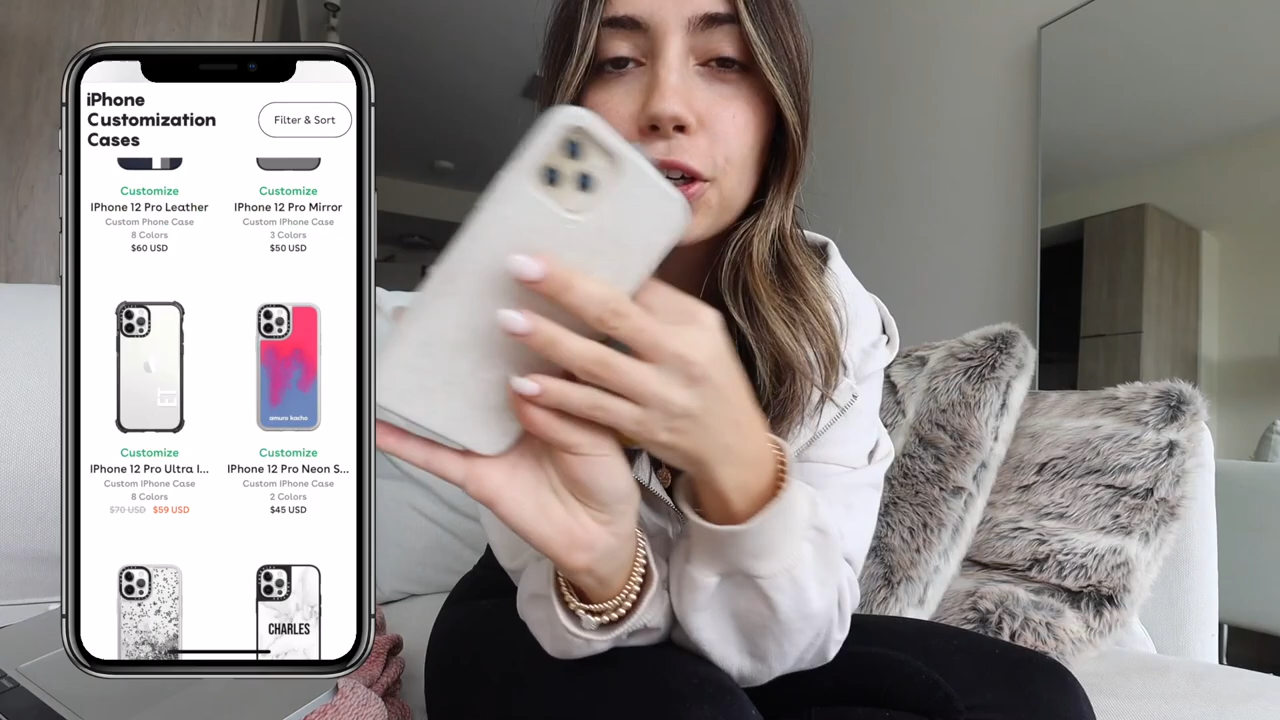 iPhone
Customization
Cases
Filter & Sort
Customize
IPhone 12 Pro Leather
Custom Phone Case
8 Colors
$60 USD
Customize
IPhone 12 Pro Mirror
Custom IPhone Case
3 Colors
$50 USD
amuro kacha
Customize
IPhone 12 Pro Ultra I...
Custom IPhone Case
8 Colors
$70 USD $59 USD
Customize
IPhone 12 Pro Neon S...
Custom IPhone Case
2 Colors
$45 USD
CHARLES